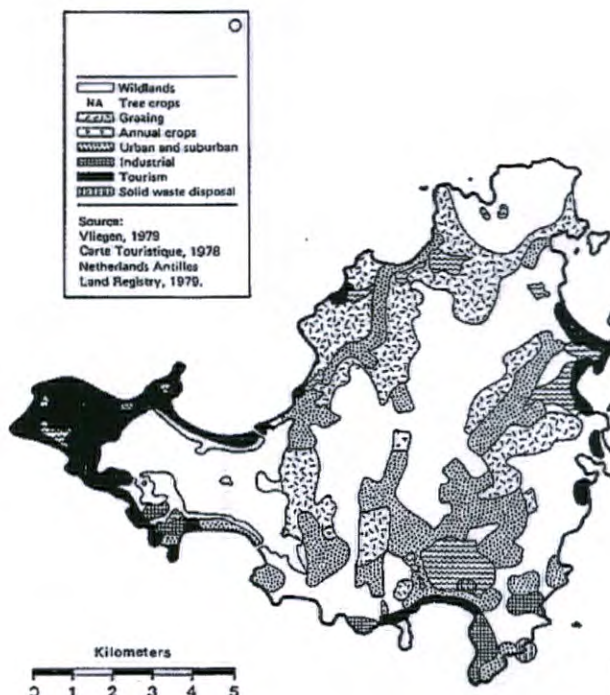 Wildlands
NA Tree crops
Grazing
Annual crops
Urban and suburban
Industrial
Tourism
Solid waste disposal
Source:
Vliegen, 1979
Carte Touristique, 1978
Netherlands Antilles
Land Registry, 1979.
Kilometers
0 1 2 3 4 5